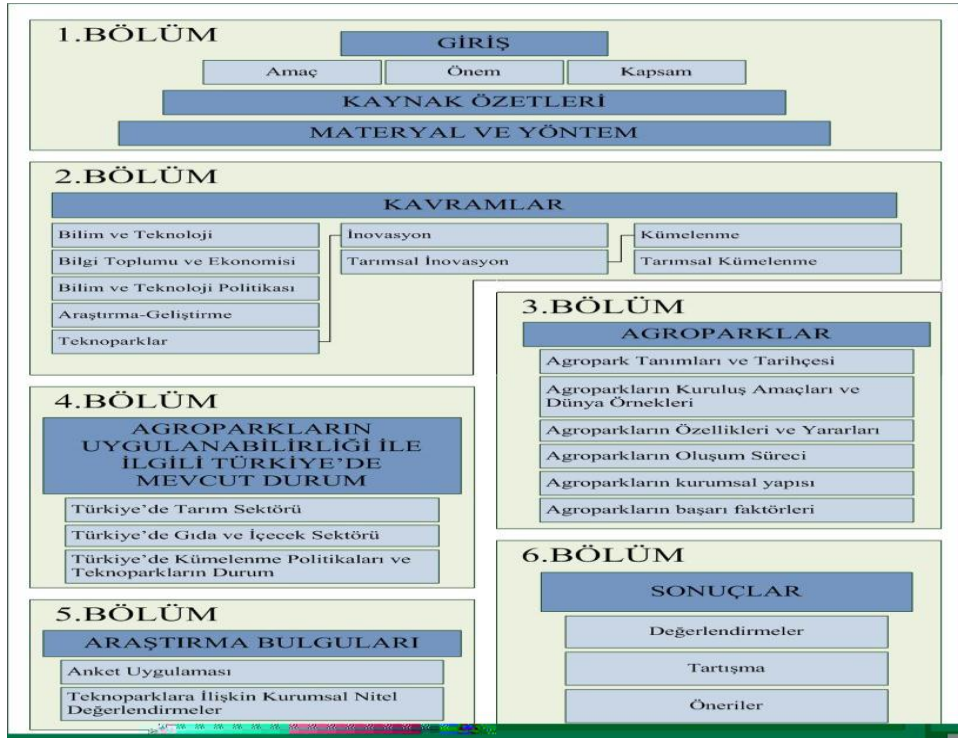 1.BÖLÜM
GİRİŞ
Amaç
Önem
Kapsam
KAYNAK ÖZETLERİ
MATERYAL VE YÖNTEM
2.BÖLÜM
KAVRAMLAR
Bilim ve Teknoloji
Bilgi Toplumu ve Ekonomisi
Bilim ve Teknoloji Politikası
Araştırma-Geliştirme
Teknoparklar
İnovasyon
Tarımsal İnovasyon
Kümelenme
Tarımsal Kümelenme
3.BÖLÜM
AGROPARKLAR
Agropark Tanımları ve Tarihçesi
Agroparkların Kuruluş Amaçları ve
Dünya Örnekleri
Agroparkların Özellikleri ve Yararları
Agroparkların Oluşum Süreci
Agroparkların kurumsal yapısı
Agroparkların başarı faktörleri
4.BÖLÜM
AGROPARKLARIN
UYGULANABİLİRLİĞİ İLE
İLGİLİ TÜRKİYE'DE
MEVCUT DURUM
Türkiye'de Tarım Sektörü
Türkiye'de Gıda ve İçecek Sektörü
Türkiye'de Kümelenme Politikaları ve
Teknoparkların Durum
5.BÖLÜM
ARAŞTIRMA BULGULARI
Anket Uygulaması
Teknoparklara İlişkin Kurumsal Nitel
Değerlendirmeler
6.BÖLÜM
SONUÇLAR
Değerlendirmeler
Tartışma
Öneriler